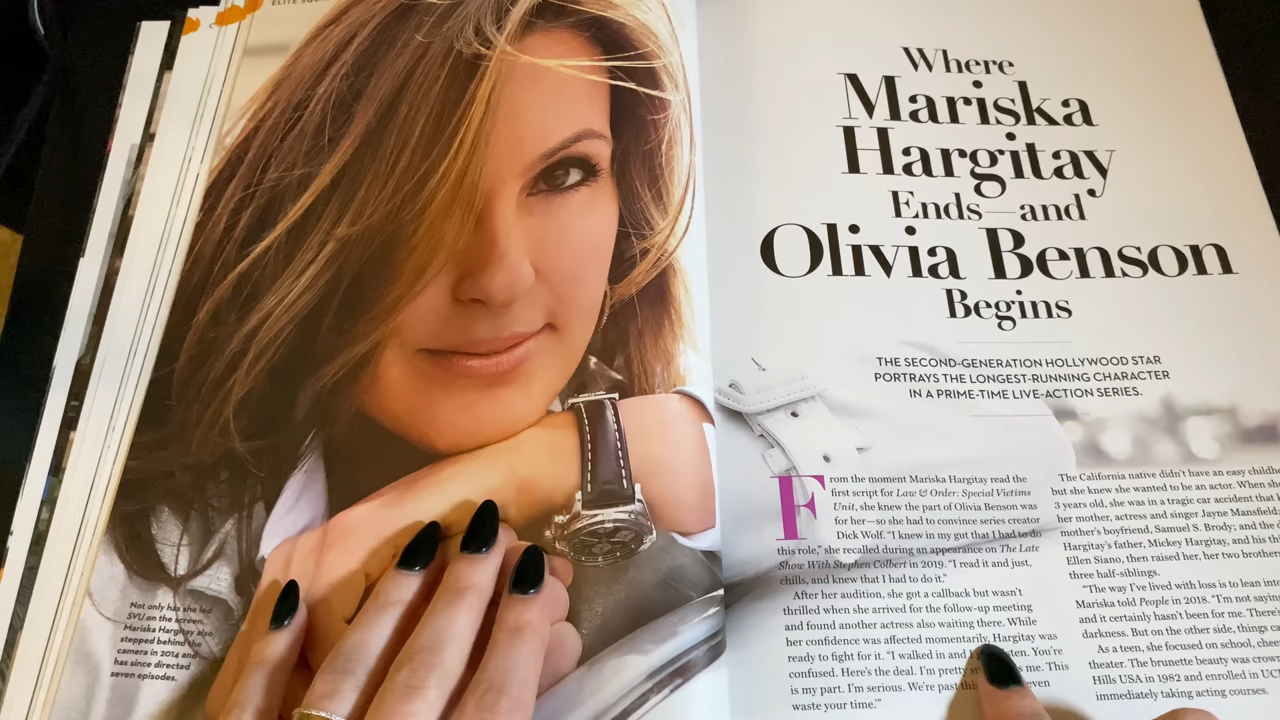 ELITE
Not only has she led
SVU on the screen,
Mariska Hargitay also
stepped behind the
camera in 2014 and
has since directed
seven episodes.
Where
Mariska
Hargitay
Ends—and
Olivia Benson
Begins
THE SECOND-GENERATION HOLLYWOOD STAR
PORTRAYS THE LONGEST-RUNNING CHARACTER
IN A PRIME-TIME LIVE-ACTION SERIES.
From the moment Mariska Hargitay read the
first script for Law & Order: Special Victims
Unit, she knew the part of Olivia Benson was
for her—so she had to convince series creator
Dick Wolf. “I knew in my gut that I had to do
this role,” she recalled during an appearance on The Late
Show With Stephen Colbert in 2019. “I read it and just,
chills, and knew that I had to do it.”
After her audition, she got a callback but wasn’t
thrilled when she arrived for the follow-up meeting
and found another actress also waiting there. While
her confidence was affected momentarily, Hargitay was
ready to fight for it. “I walked in and You’re
confused. Here’s the deal. I’m pretty me. This
is my part. I’m serious. We’re past even
waste your time.’”
The California native didn’t have an easy
but she knew she wanted to be an actor. When
3 years old, she was in a tragic car accident that
her mother, actress and singer Jayne Mansfield
mother’s boyfriend, Samuel S. Brody; and the
Hargitay’s father, Mickey Hargitay, and his
Ellen Siano, then raised her, her two
three half-siblings.
“The way I’ve lived with loss is to lean
Mariska told People in 2018. “I’m not
and it certainly hasn’t been for me.
darkness. But on the other side, things
As a teen, she focused on school,
theater. The brunette beauty was
Hills USA in 1982 and enrolled in
immediately taking acting courses.